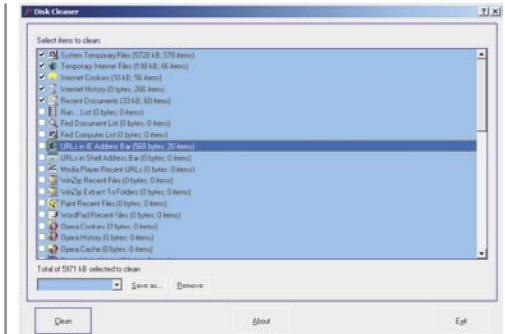 Disk Cleaner
Select items to clean:
System Temporary Files (5720 kB, 578 items)
Temporary Internet Files (198 kB, 66 items)
Internet Cookies (10 kB, 56 items)
Internet History (0 bytes, 266 items)
Recent Documents (33 kB, 60 items)
Run... List (0 bytes, 0 items)
Find Document List (0 bytes, 0 items)
Find Computer List (0 bytes, 0 items)
URLs in IE Address Bar (568 bytes, 20 items)
URLs in Shell Address Bar (0 bytes, 0 items)
Media Player Recent URLs (0 bytes, 0 items)
WinZip Recent Files (0 bytes, 0 items)
WinZip Extract To Folders (0 bytes, 0 items)
Paint Recent Files (0 bytes, 0 items)
WordPad Recent Files (0 bytes, 0 items)
Opera Cookies (0 bytes, 0 items)
Opera History (0 bytes, 0 items)
Opera Cache (0 bytes, 0 items)
Total of 5971 kB selected to clean
Save as... Remove
Clean About Exit